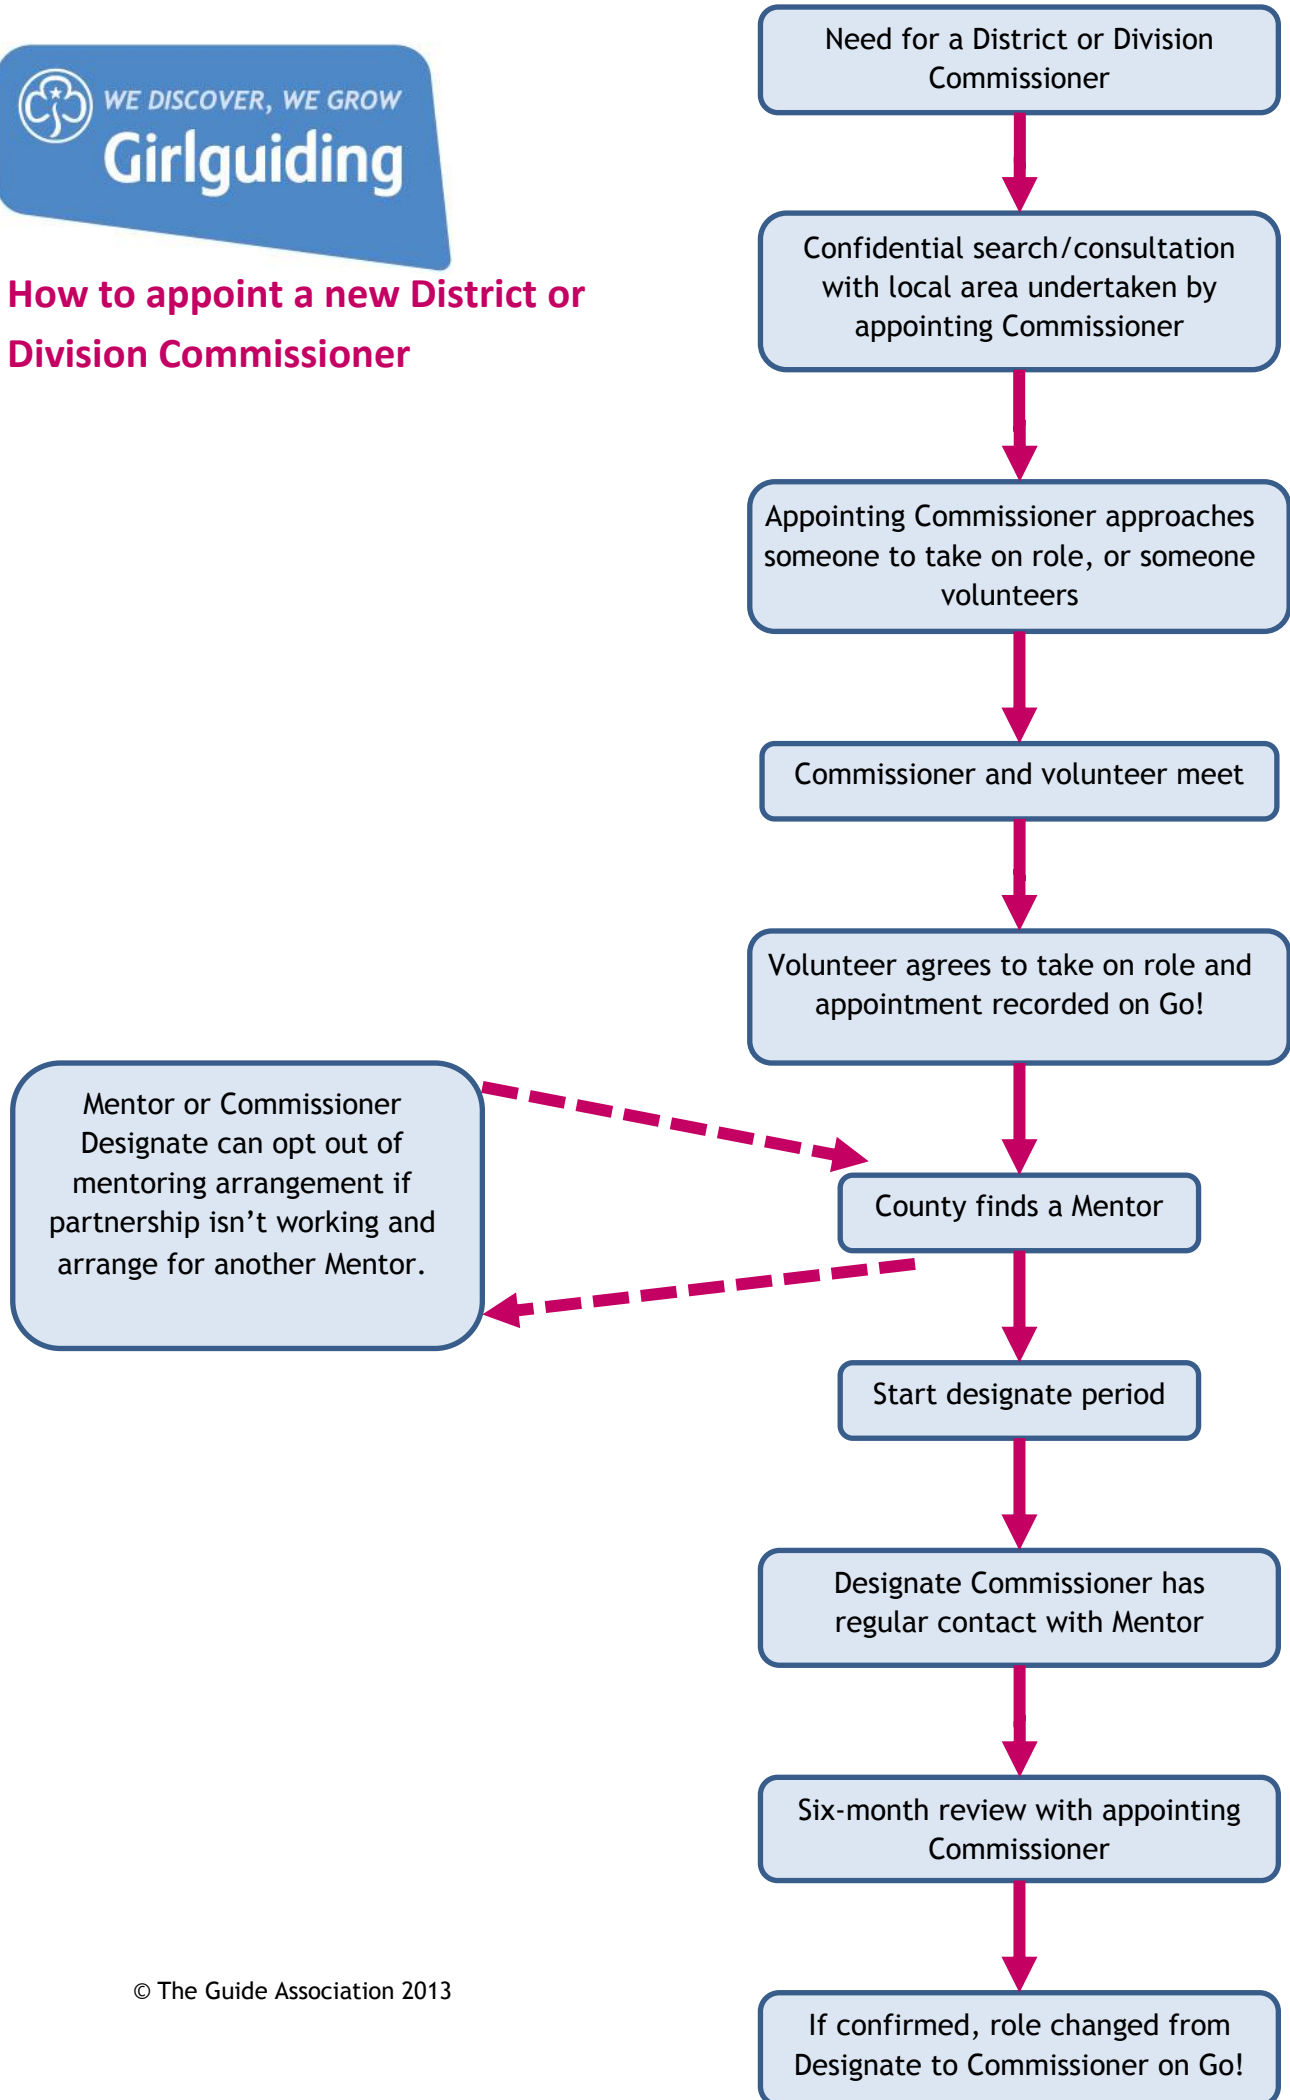 WE DISCOVER, WE GROW
Girlguiding
How to appoint a new District or
Division Commissioner
Need for a District or Division
Commissioner
Confidential search/consultation
with local area undertaken by
appointing Commissioner
Appointing Commissioner approaches
someone to take on role, or someone
volunteers
Commissioner and volunteer meet
Volunteer agrees to take on role and
appointment recorded on Go!
Mentor or Commissioner
Designate can opt out of
mentoring arrangement if
partnership isn’t working and
arrange for another Mentor.
County finds a Mentor
Start designate period
Designate Commissioner has
regular contact with Mentor
Six-month review with appointing
Commissioner
If confirmed, role changed from
Designate to Commissioner on Go!
© The Guide Association 2013